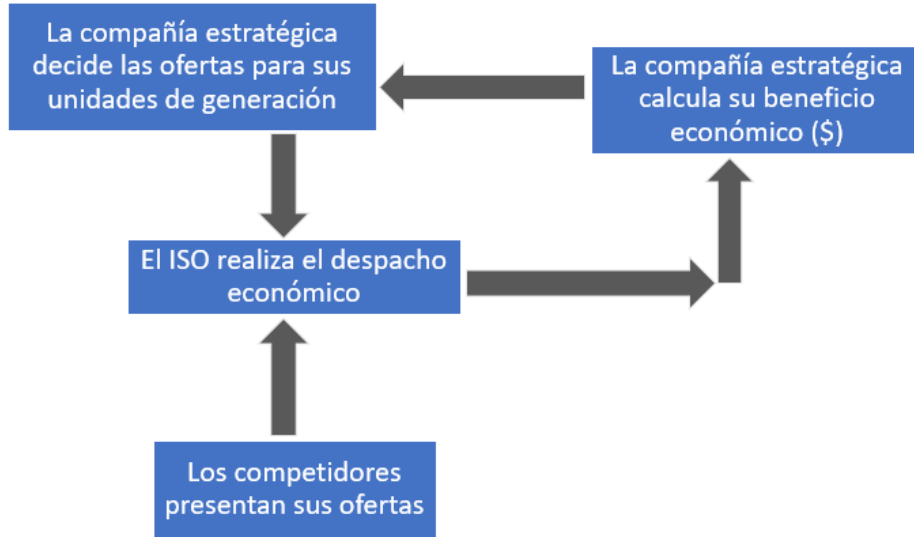 La compañía estratégica
decide las ofertas para sus
unidades de generación
La compañía estratégica
calcula su beneficio
económico ($)
El ISO realiza el despacho
económico
Los competidores
presentan sus ofertas